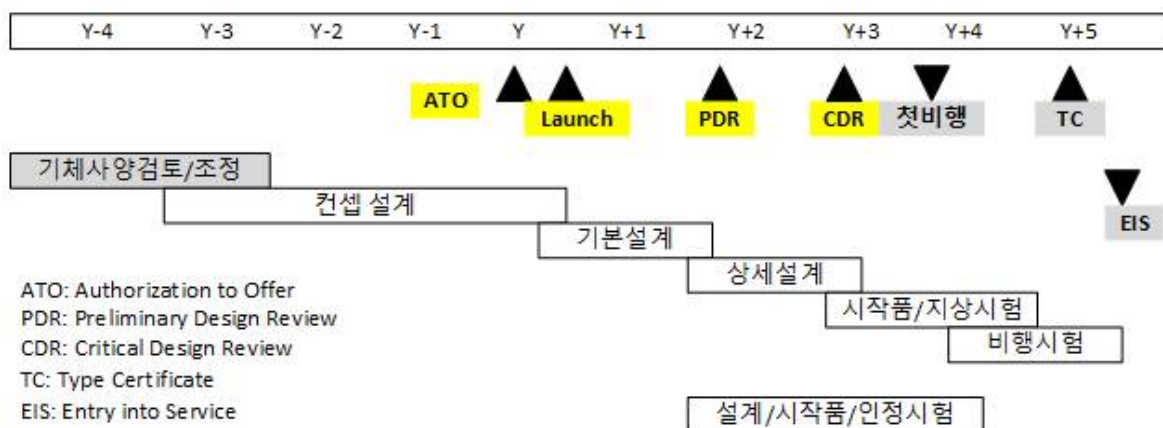 Y-4 Y-3 Y-2 Y-1 Y Y+1 Y+2 Y+3 Y+4 Y+5
ATO
Launch PDR CDR 첫비행 TC
기체사양검토/조정
컨셉 설계
EIS
기본설계
상세설계
ATO: Authorization to Offer
시작품/지상시험
PDR: Preliminary Design Review
비행시험
CDR: Critical Design Review
TC: Type Certificate
EIS: Entry into Service
설계/시작품/인정시험